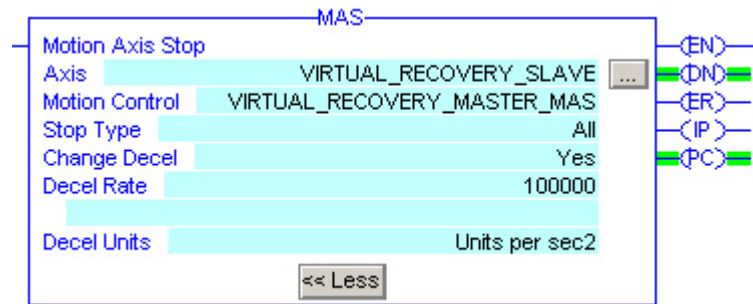 MAS
Motion Axis Stop
(EN)
Axis VIRTUAL_RECOVERY_SLAVE ... (DN)
Motion Control VIRTUAL_RECOVERY_MASTER_MAS (ER)
Stop Type All (IP)
Change Decel Yes (PC)
Decel Rate 100000
Decel Units Units per sec2
<< Less